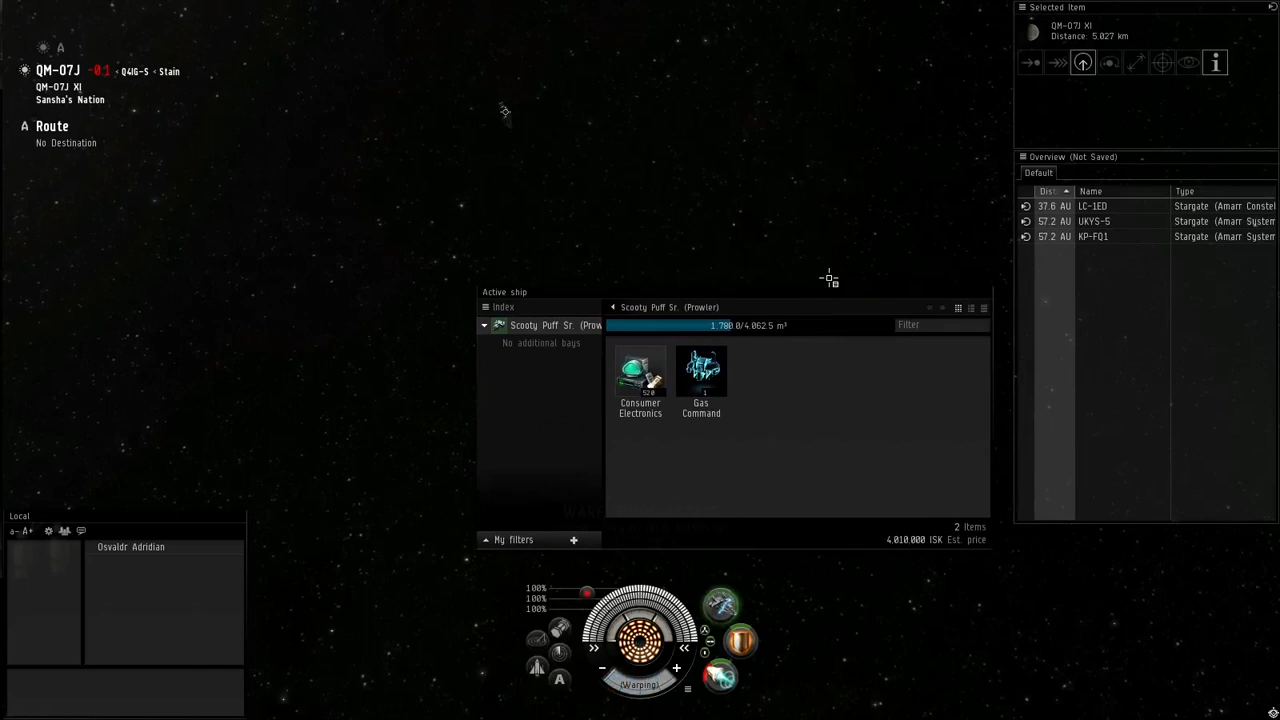 A
QM-07J -0.1 < Q4IG-S < Stain
QM-07J XI
Sansha's Nation
A Route
No Destination
Selected Item
QM-07J XI
Distance: 5.027 km
Overview (Not Saved)
Default
Dist. Name Type
37.6 AU LC-1ED Stargate (Amarr Constel
57.2 AU UKYS-5 Stargate (Amarr System
57.2 AU KP-FQ1 Stargate (Amarr System
Active ship
Index
Scooty Puff Sr. (Prowler)
Scooty Puff Sr. (Prow
No additional bays
1.780.0/4.062.5 m³
Filter
520
Consumer
Electronics
1
Gas
Command
2 Items
My filters
4.010.000 ISK Est. price
Local
a- A+
Osvaldr Adridian
100%
100%
100%
A
(Warping)